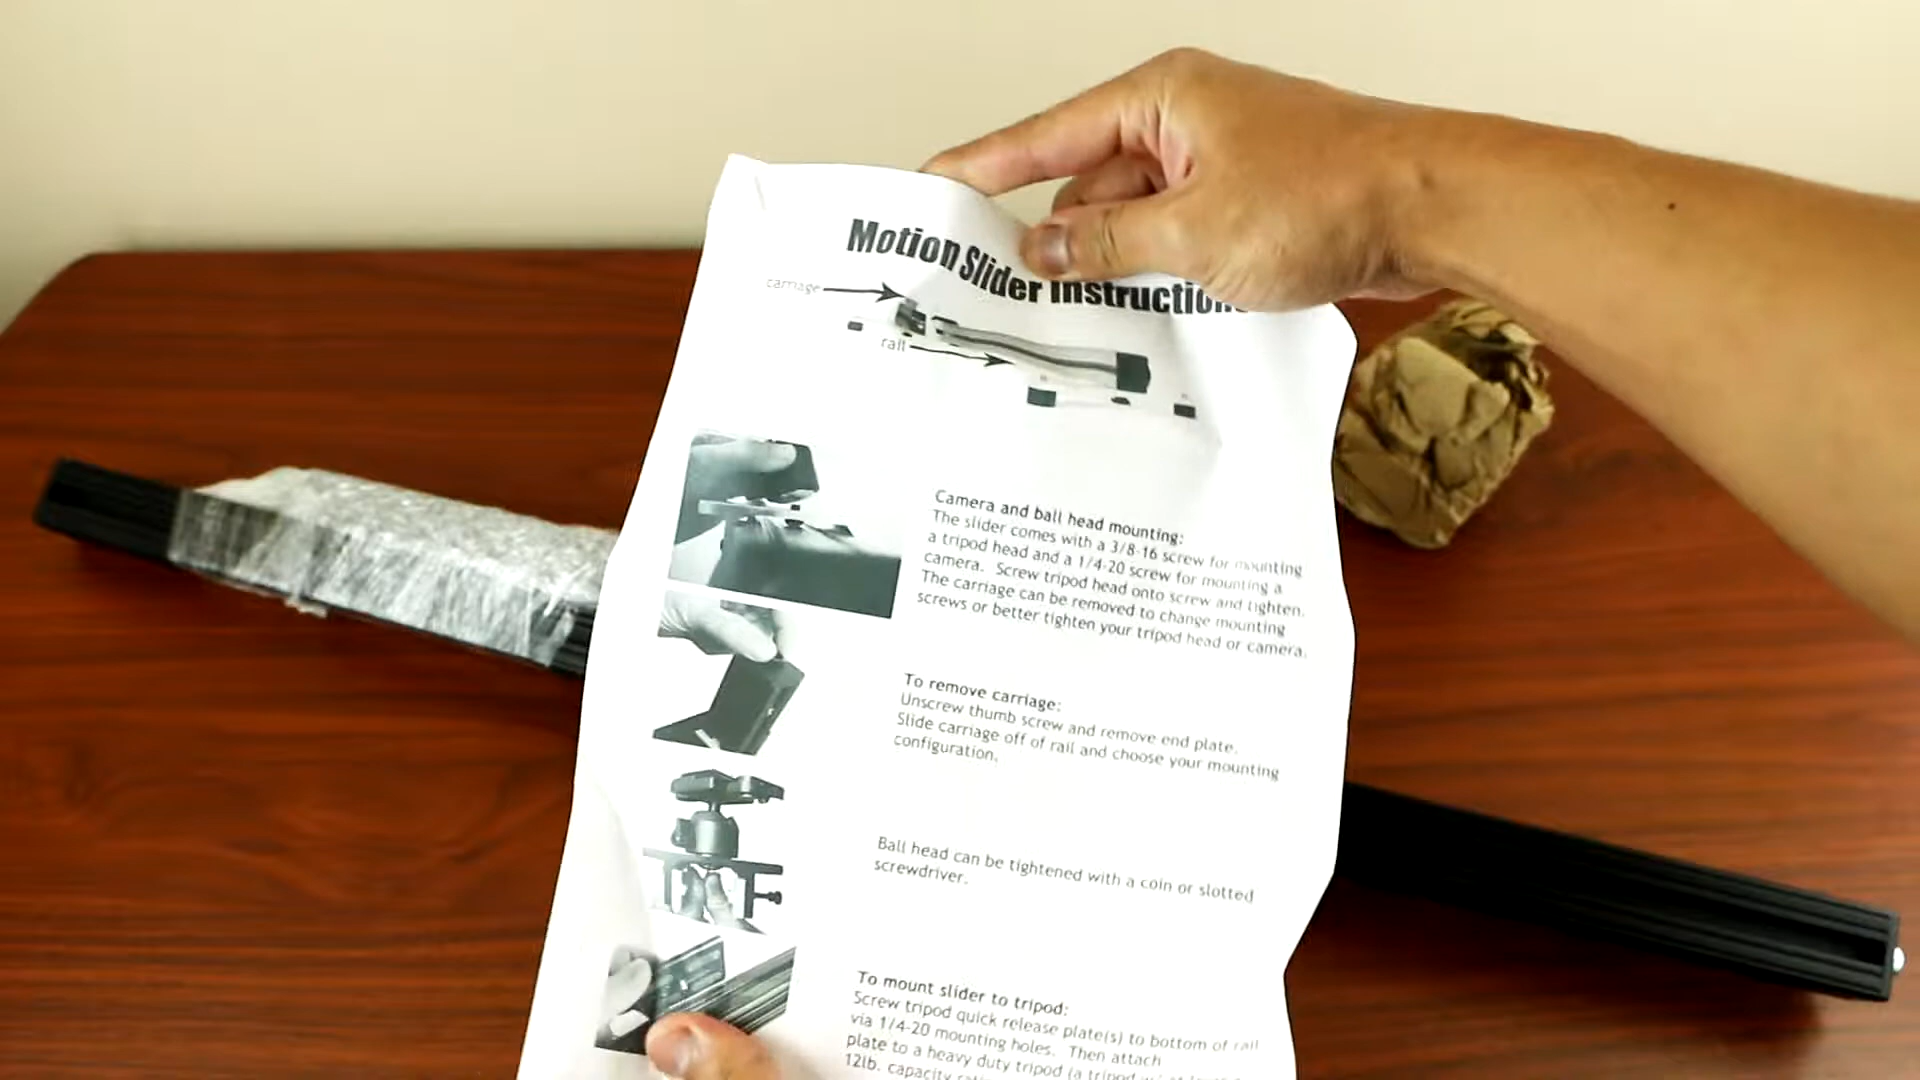 Motion Slider Instruction
carriage
rail
Camera and ball head mounting:
The slider comes with a 3/8-16 screw for mounting
a tripod head and a 1/4-20 screw for mounting a
camera. Screw tripod head onto screw and tighten.
The carriage can be removed to change mounting
screws or better tighten your tripod head or camera.
To remove carriage:
Unscrew thumb screw and remove end plate.
Slide carriage off of rail and choose your mounting
configuration.
Ball head can be tightened with a coin or slotted
screwdriver.
To mount slider to tripod:
Screw tripod quick release plate(s) to bottom of rail
via 1/4-20 mounting holes. Then attach
plate to a heavy duty tripod (a tripod
12lb. capacity